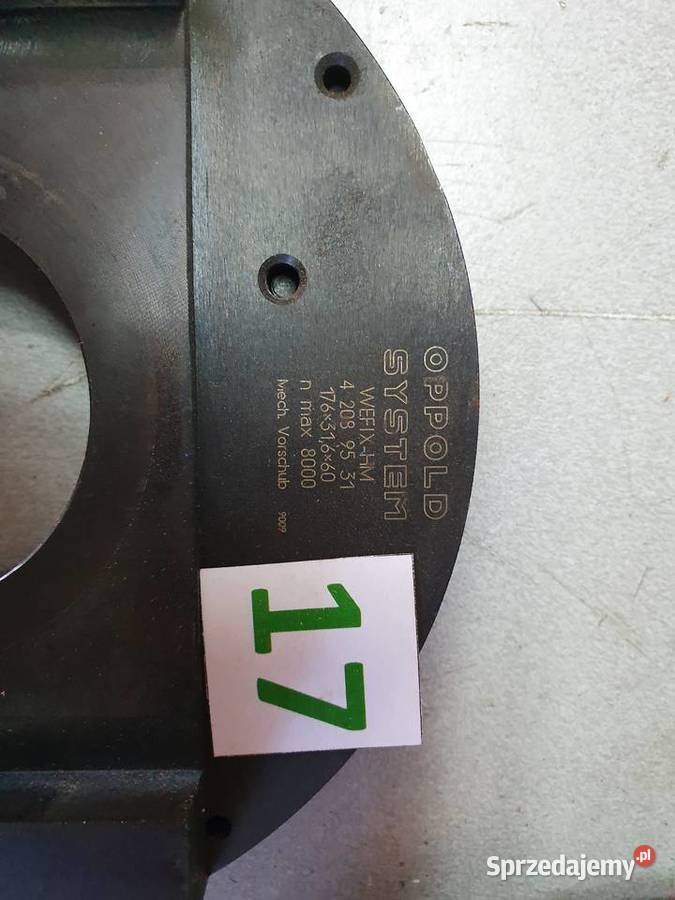 OPPOLD
SYSTEM
WEFIX-HM
4 208 95 31
176×31,6×60
n max 8000
Mech. Vorschub 9009
17
Sprzedajemy.pl